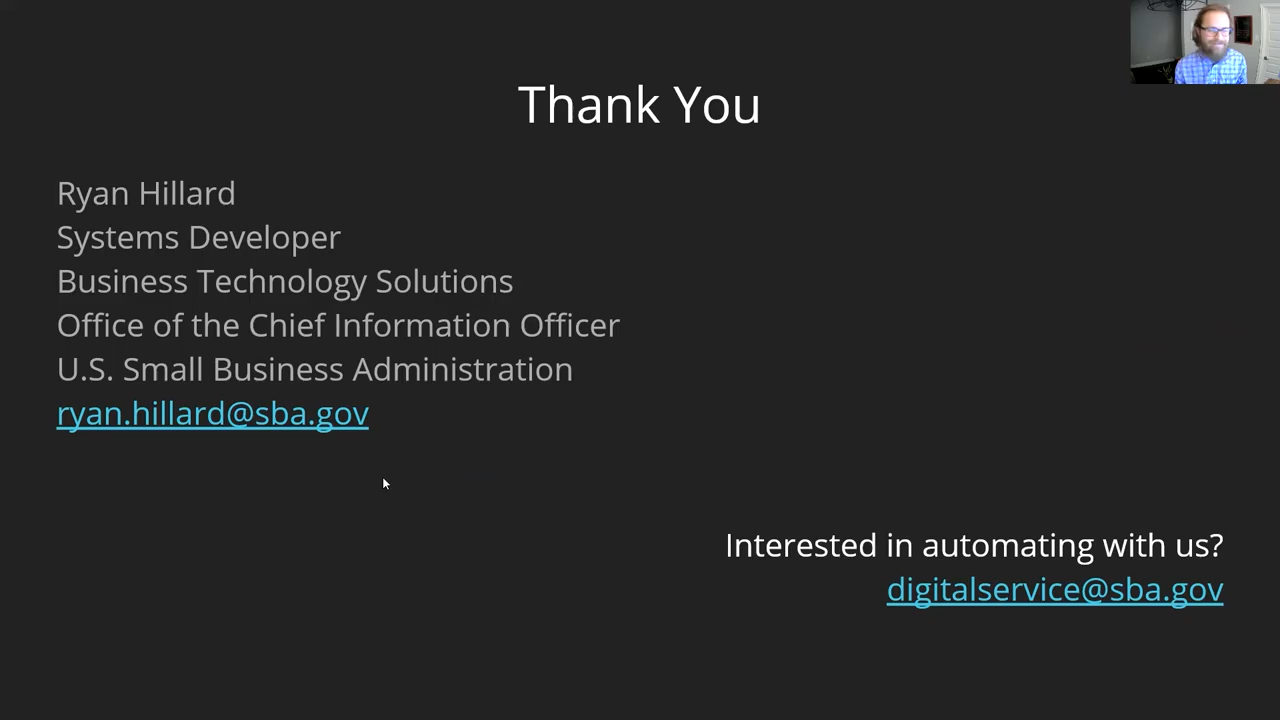 Thank You
Ryan Hillard
Systems Developer
Business Technology Solutions
Office of the Chief Information Officer
U.S. Small Business Administration
ryan.hillard@sba.gov
Interested in automating with us?
digitalservice@sba.gov